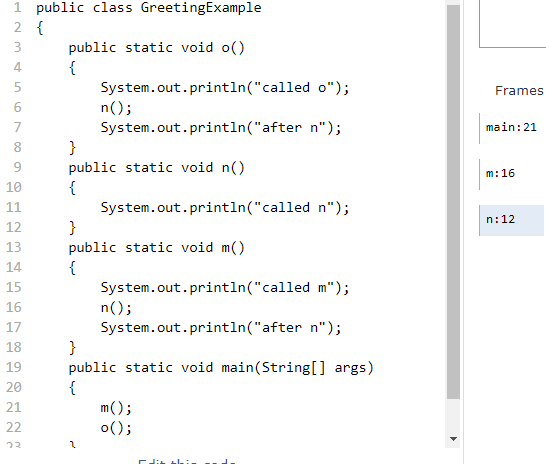 1 public class GreetingExample
2 {
3     public static void o()
4     {
5         System.out.println("called o");
6         n();
7         System.out.println("after n");
8     }
9     public static void n()
10     {
11         System.out.println("called n");
12     }
13     public static void m()
14     {
15         System.out.println("called m");
16         n();
17         System.out.println("after n");
18     }
19     public static void main(String[] args)
20     {
21         m();
22         o();
23     }
Edit this code
Frames
main:21
m:16
n:12